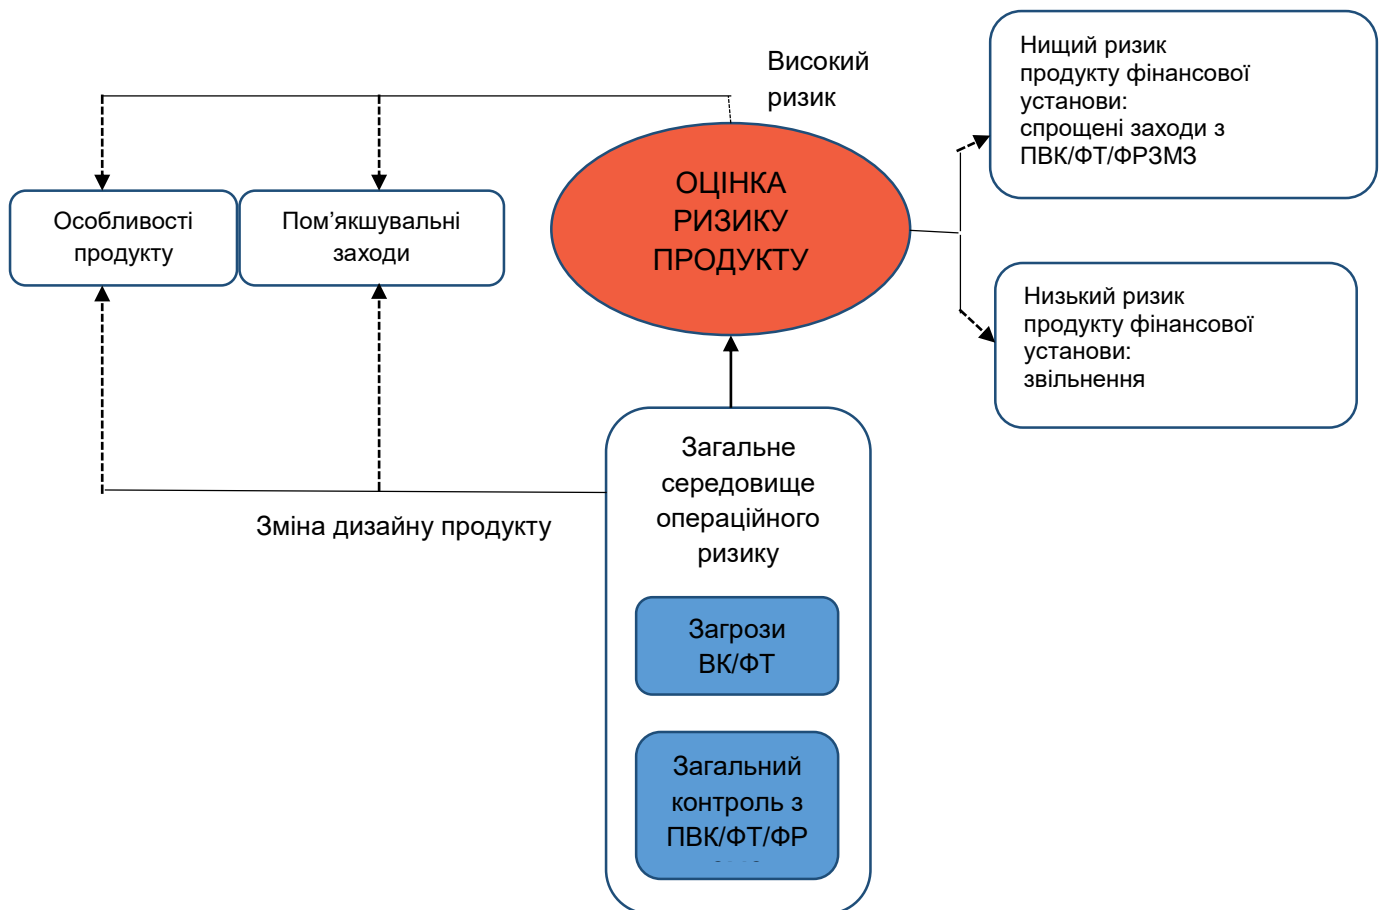 Високий
ризик
Нищий ризик
продукту фінансової
установи:
спрощені заходи з
ПВК/ФТ/ФРЗМЗ
ОЦІНКА
РИЗИКУ
ПРОДУКТУ
Особливості
продукту
Пом’якшувальні
заходи
Низький ризик
продукту фінансової
установи:
звільнення
Загальне
середовище
операційного
ризику
Зміна дизайну продукту
Загрози
ВК/ФТ
Загальний
контроль з
ПВК/ФТ/ФР